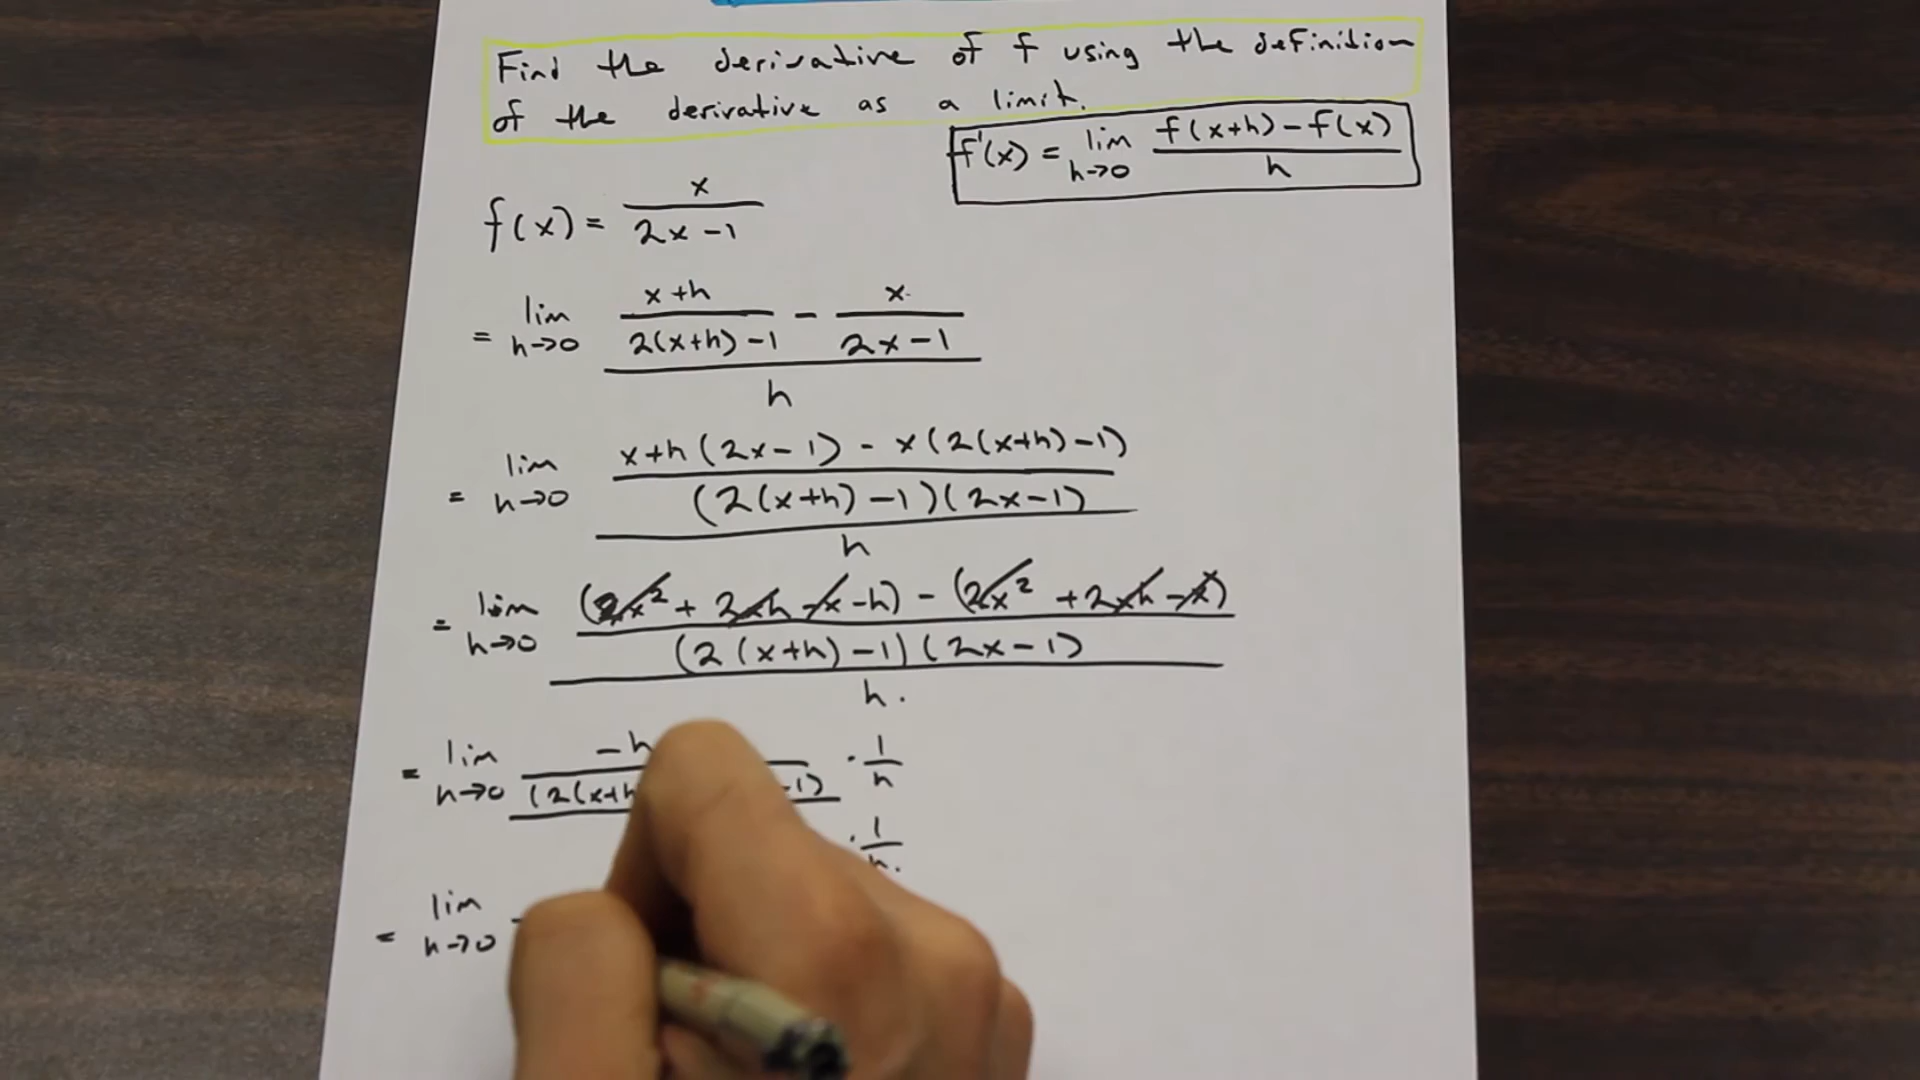 Find the derivative of f using the definition
of the derivative as a limit.
f'(x) = lim h→0 (f(x+h) - f(x)) / h
f(x) = x / (2x - 1)
= lim h→0 ((x+h) / (2(x+h) - 1) - x / (2x - 1)) / h
= lim h→0 ((x+h(2x-1) - x(2(x+h)-1)) / ((2(x+h)-1)(2x-1))) / h
= lim h→0 (((2x² + 2xh - x - h) - (2x² + 2xh - x)) / ((2(x+h)-1)(2x-1))) / h.
= lim h→0 -h / (2(x+h -1) · 1/h
· 1/h.
= lim h→0